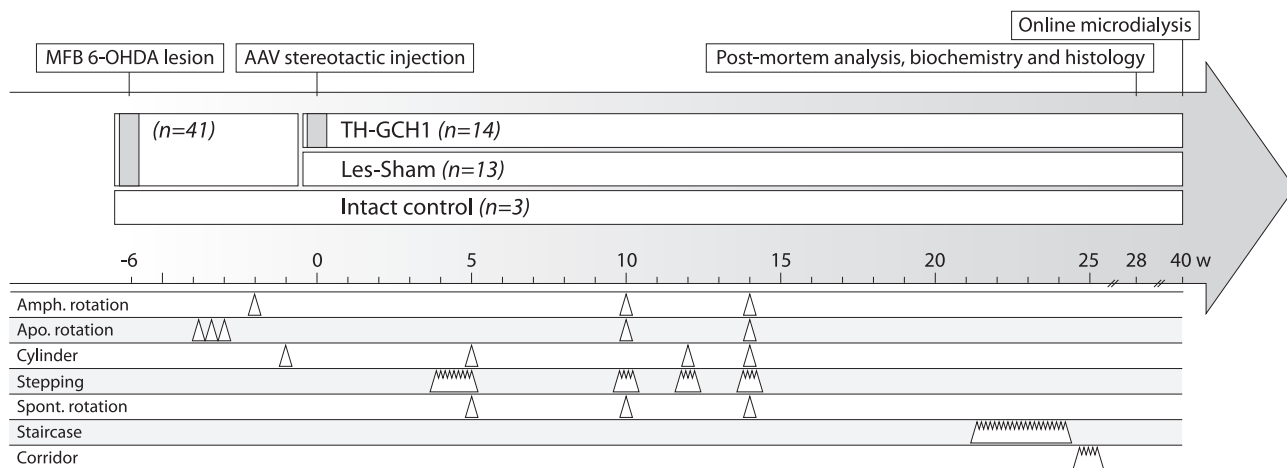 Online microdialysis
MFB 6-OHDA lesion AAV stereotactic injection Post-mortem analysis, biochemistry and histology
(n=41) TH-GCH1 (n=14)
Les-Sham (n=13)
Intact control (n=3)
-6 0 5 10 15 20 25 28 40 w
Amph. rotation
Apo. rotation
Cylinder
Stepping
Spont. rotation
Staircase
Corridor